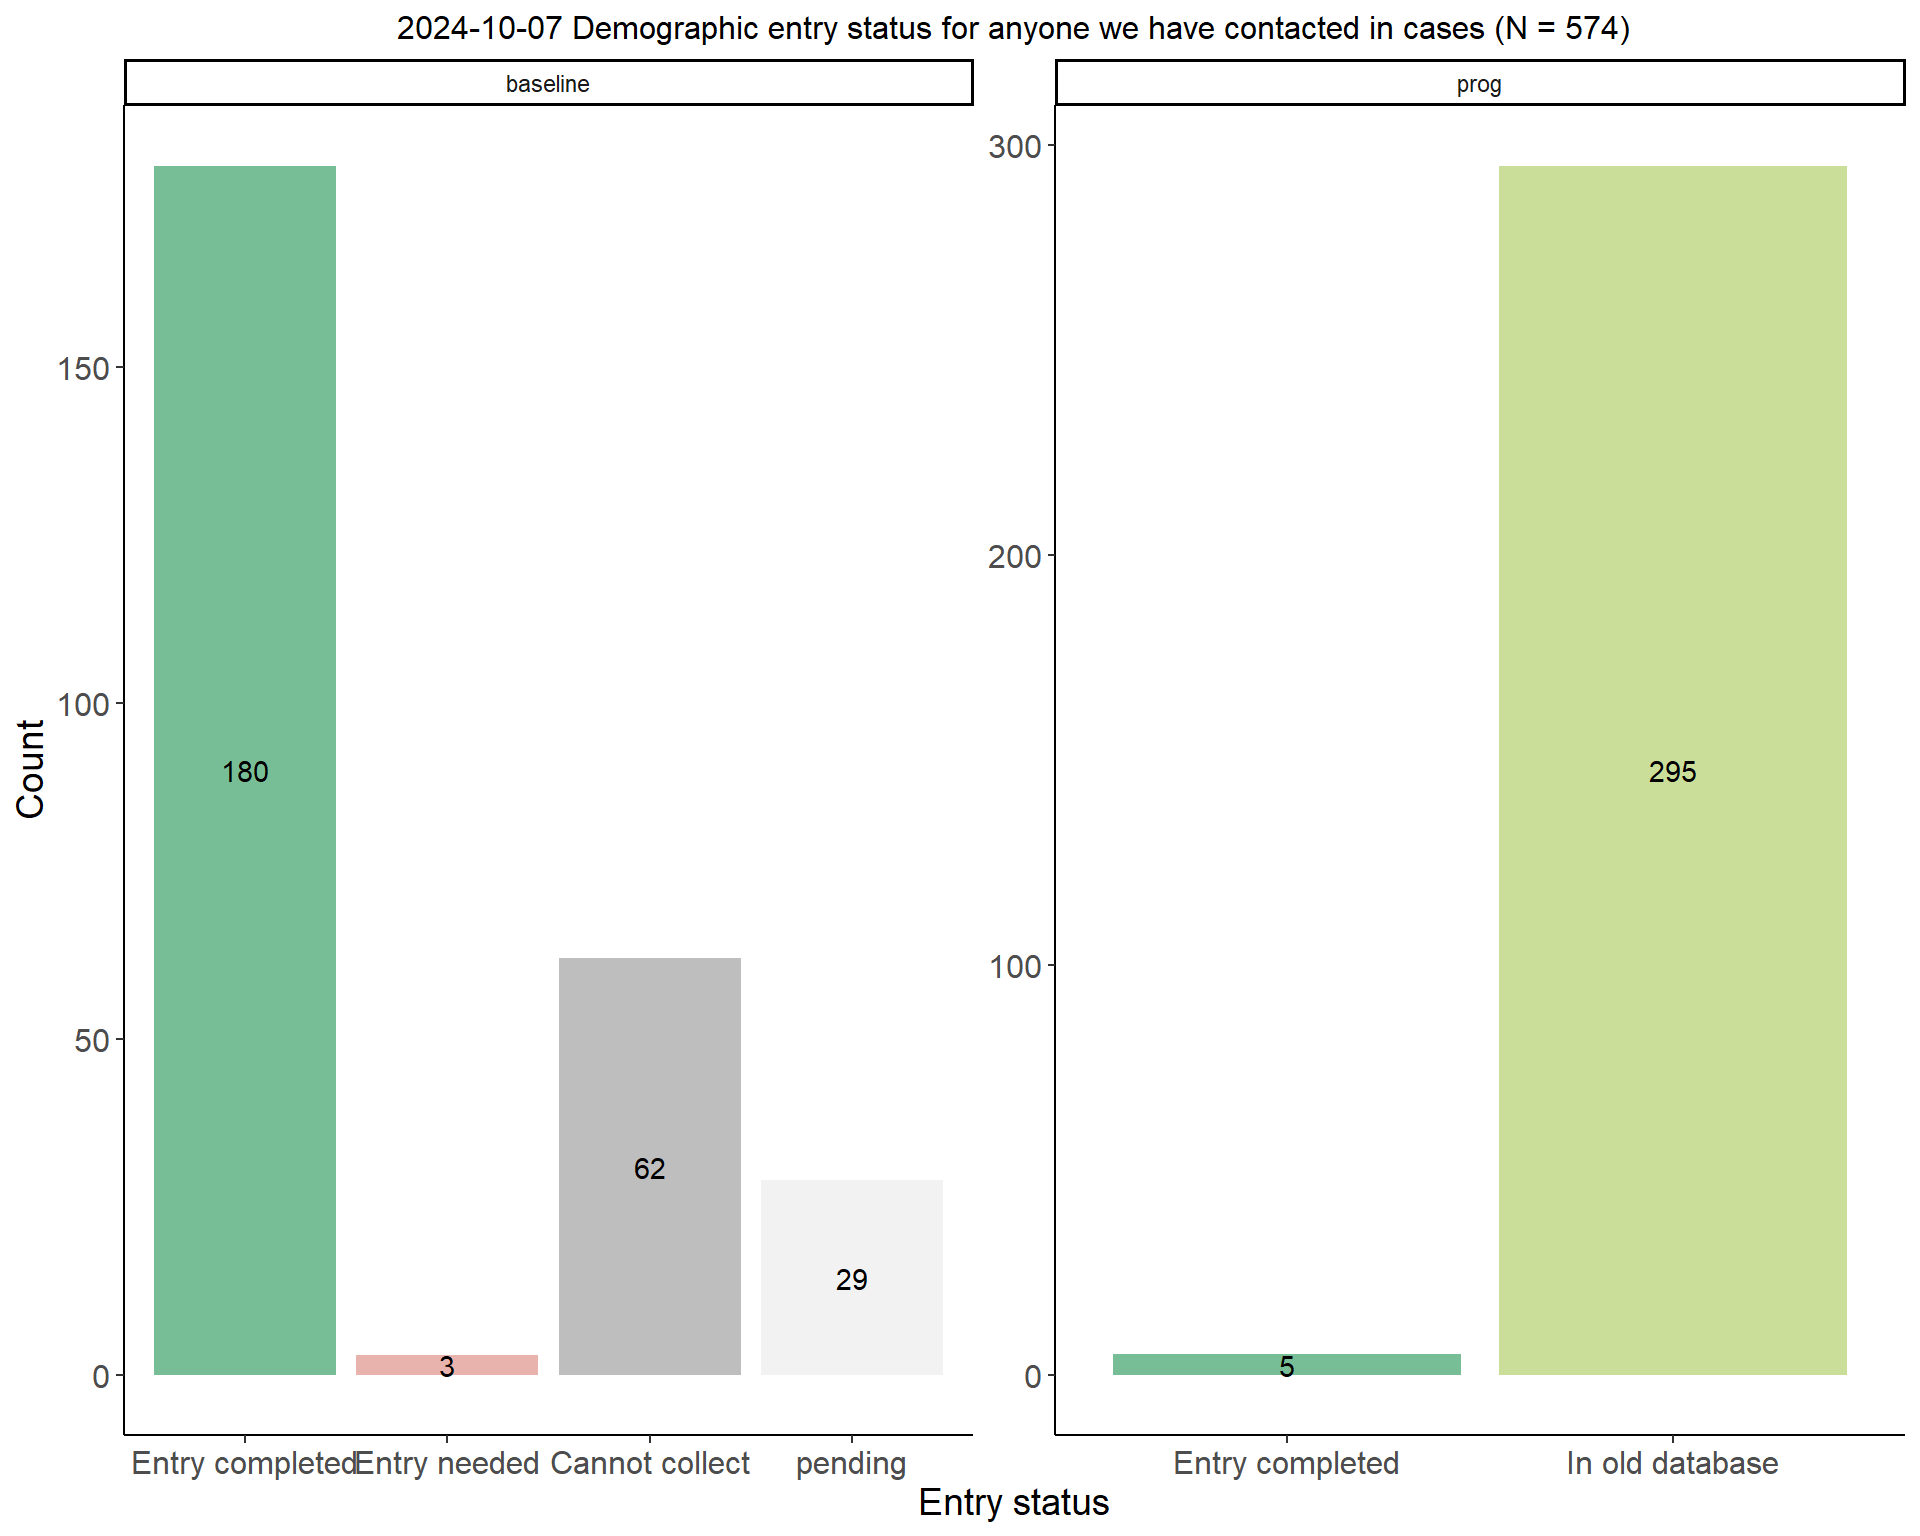 2024-10-07 Demographic entry status for anyone we have contacted in cases (N = 574)
baseline
prog
Count
150
100
50
0
180
3
62
29
300
200
100
0
5
295
Entry completed
Entry needed
Cannot collect
pending
Entry completed
In old database
Entry status